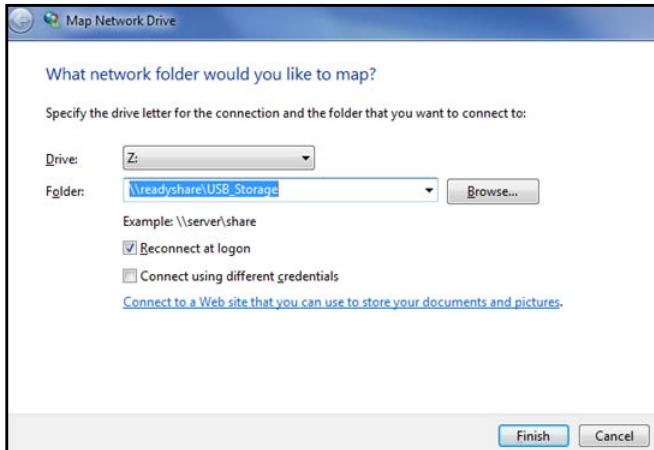 Map Network Drive
What network folder would you like to map?
Specify the drive letter for the connection and the folder that you want to connect to:
Drive: Z:
Folder: \\readyshare\USB_Storage Browse...
Example: \\server\share
Reconnect at logon
Connect using different credentials
Connect to a Web site that you can use to store your documents and pictures.
Finish Cancel